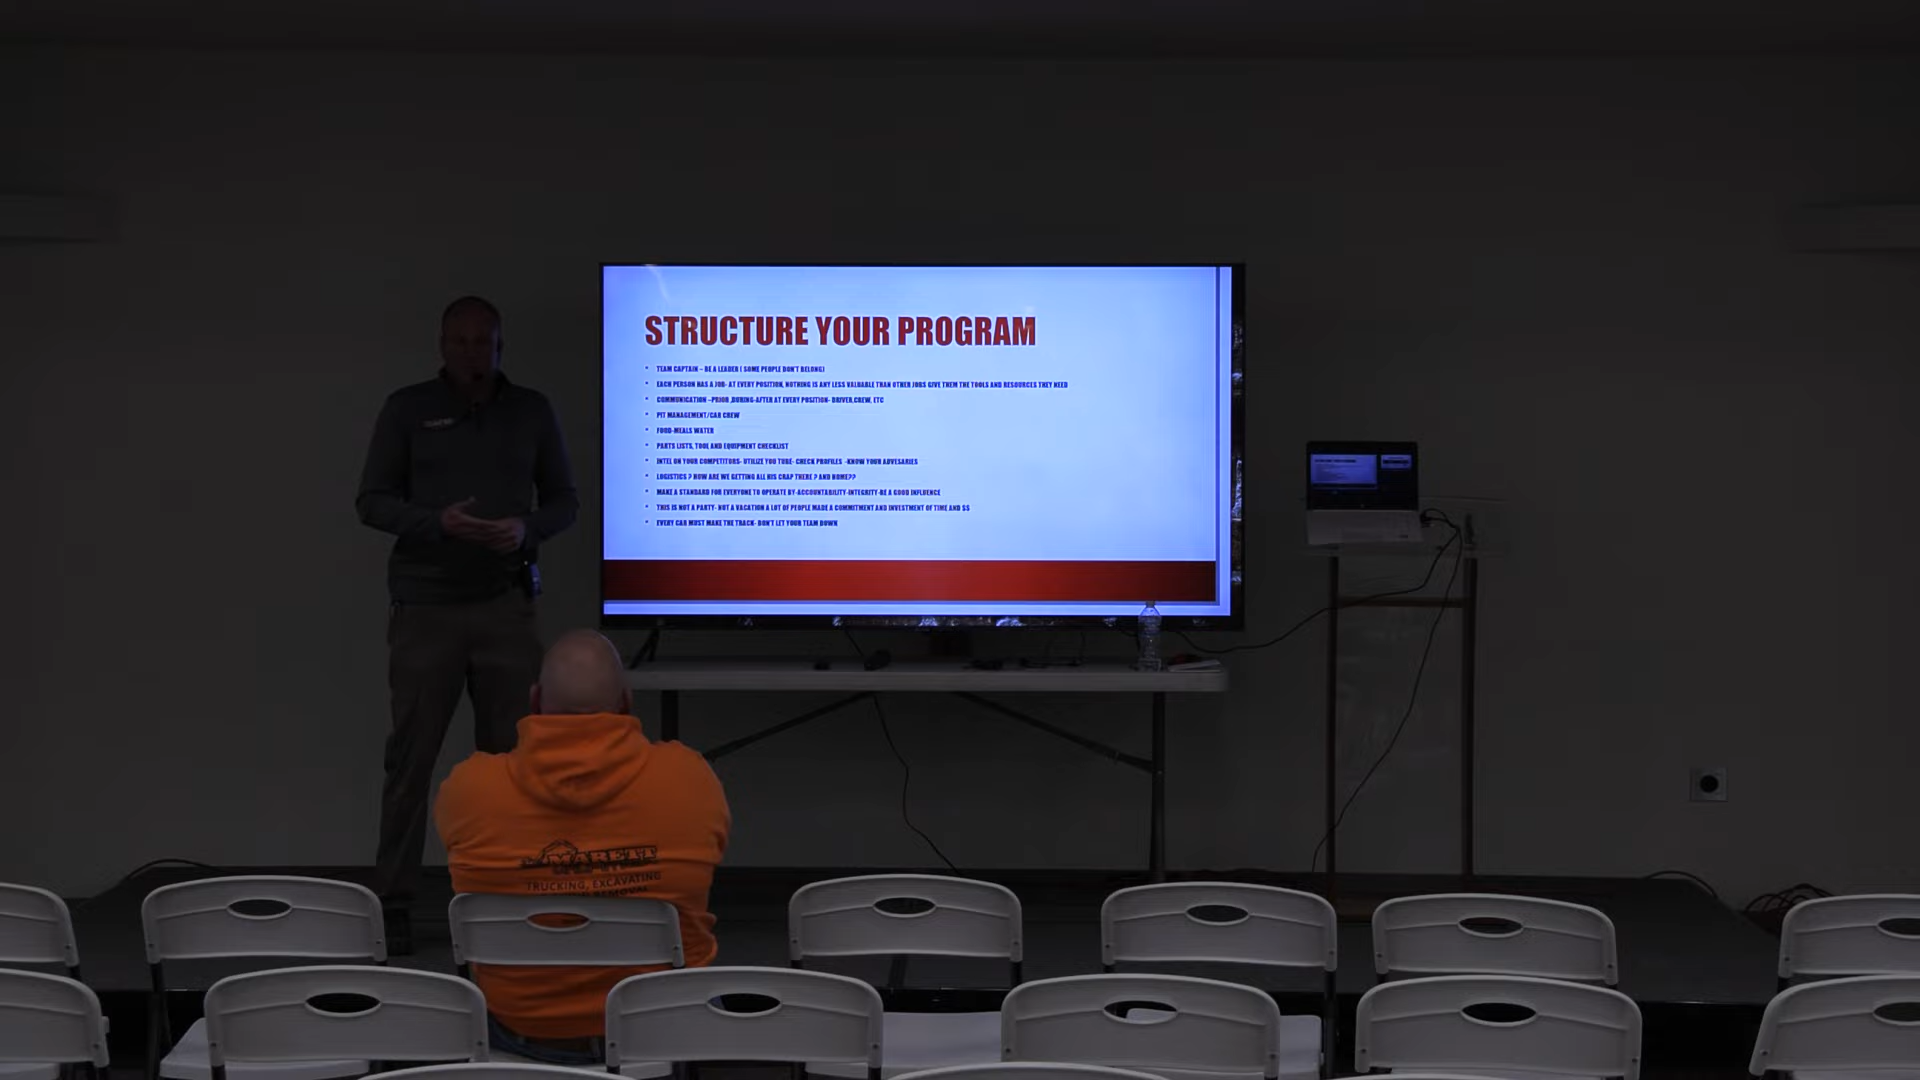 STRUCTURE YOUR PROGRAM
• TEAM CAPTAIN – BE A LEADER ( SOME PEOPLE DON'T BELONG)
• EACH PERSON HAS A JOB- AT EVERY POSITION, NOTHING IS ANY LESS VALUABLE THAN OTHER JOBS GIVE THEM THE TOOLS AND RESOURCES THEY NEED
• COMMUNICATION –PRIOR ,DURING-AFTER AT EVERY POSITION- DRIVER,CREW, ETC
• PIT MANAGEMENT/CAR CREW
• FOOD-MEALS WATER
• PARTS LISTS, TOOL AND EQUIPMENT CHECKLIST
• INTEL ON YOUR COMPETITORS- UTILIZE YOU TUBE- CHECK PROFILES -KNOW YOUR ADVESARIES
• LOGISTICS ? HOW ARE WE GETTING ALL HIS CRAP THERE ? AND HOME??
• MAKE A STANDARD FOR EVERYONE TO OPERATE BY-ACCOUNTABILITY-INTEGRITY-BE A GOOD INFLUENCE
• THIS IS NOT A PARTY- NOT A VACATION A LOT OF PEOPLE MADE A COMMITMENT AND INVESTMENT OF TIME AND $$
• EVERY CAR MUST MAKE THE TRACK- DON'T LET YOUR TEAM DOWN
MARETT
TRUCKING, EXCAVATING